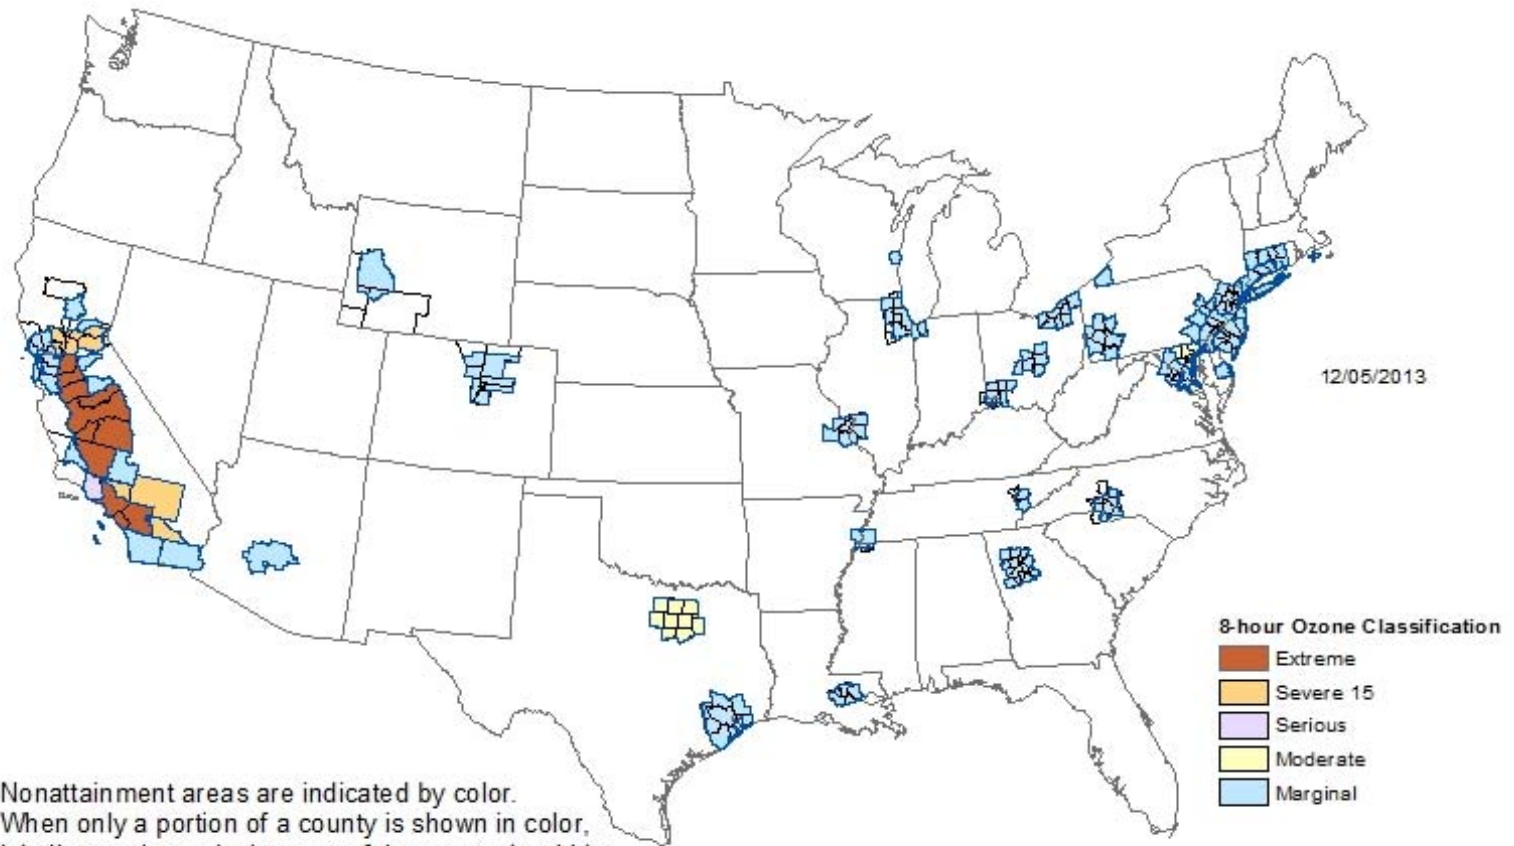 12/05/2013
8-hour Ozone Classification
Extreme
Severe 15
Serious
Moderate
Marginal
Nonattainment areas are indicated by color.
When only a portion of a county is shown in color,